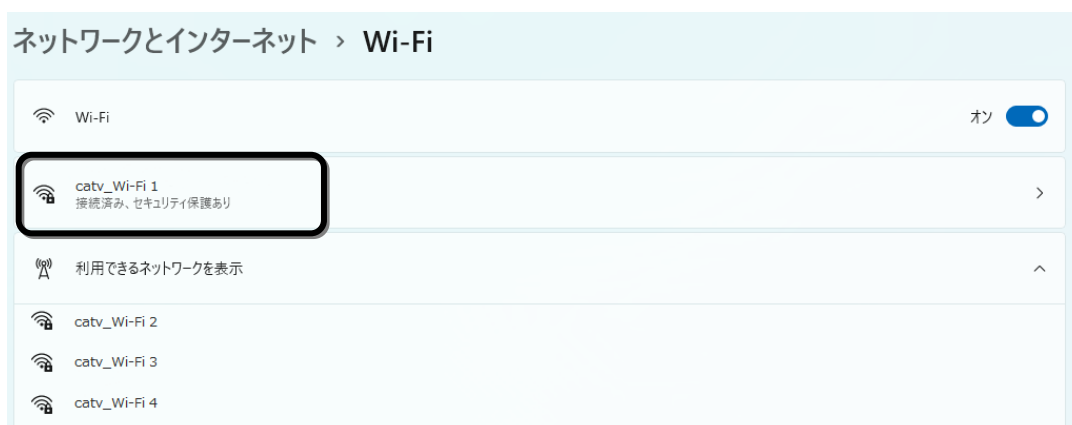 ネットワークとインターネット › Wi-Fi
Wi-Fi オン
catv_Wi-Fi 1
接続済み、セキュリティ保護あり
利用できるネットワークを表示
catv_Wi-Fi 2
catv_Wi-Fi 3
catv_Wi-Fi 4